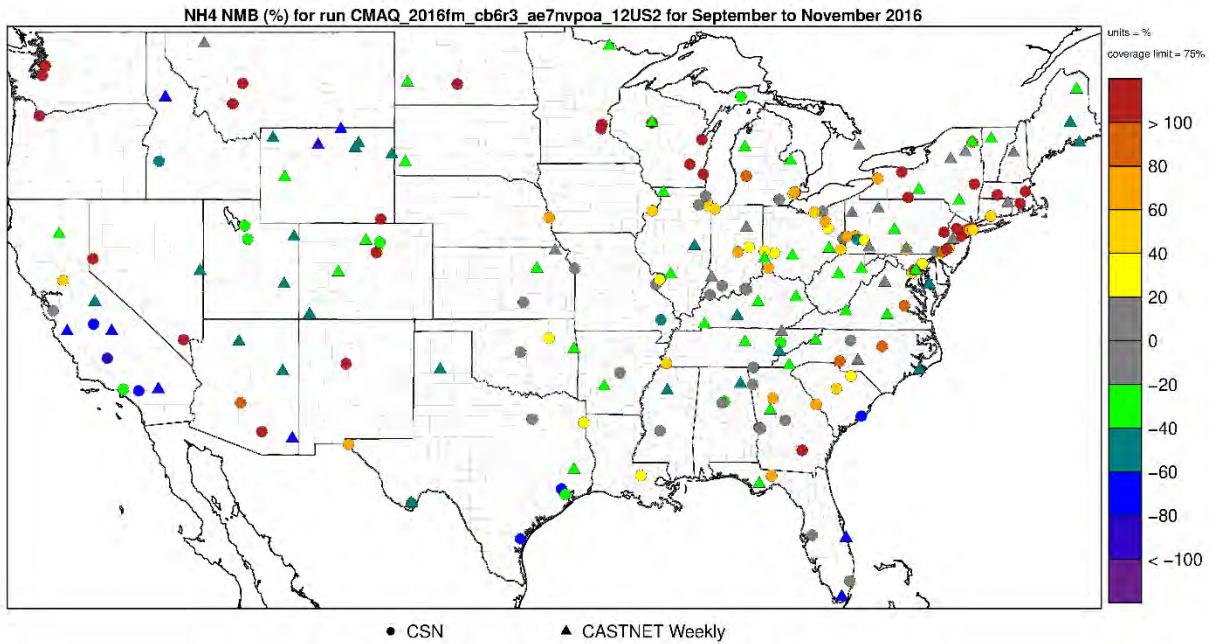 NH4 NMB (%) for run CMAQ_2016fm_cb6r3_ae7nvpoa_12US2 for September to November 2016
units = %
coverage limit = 75%
> 100
80
60
40
20
0
−20
−40
−60
−80
< −100
● CSN ▲ CASTNET Weekly